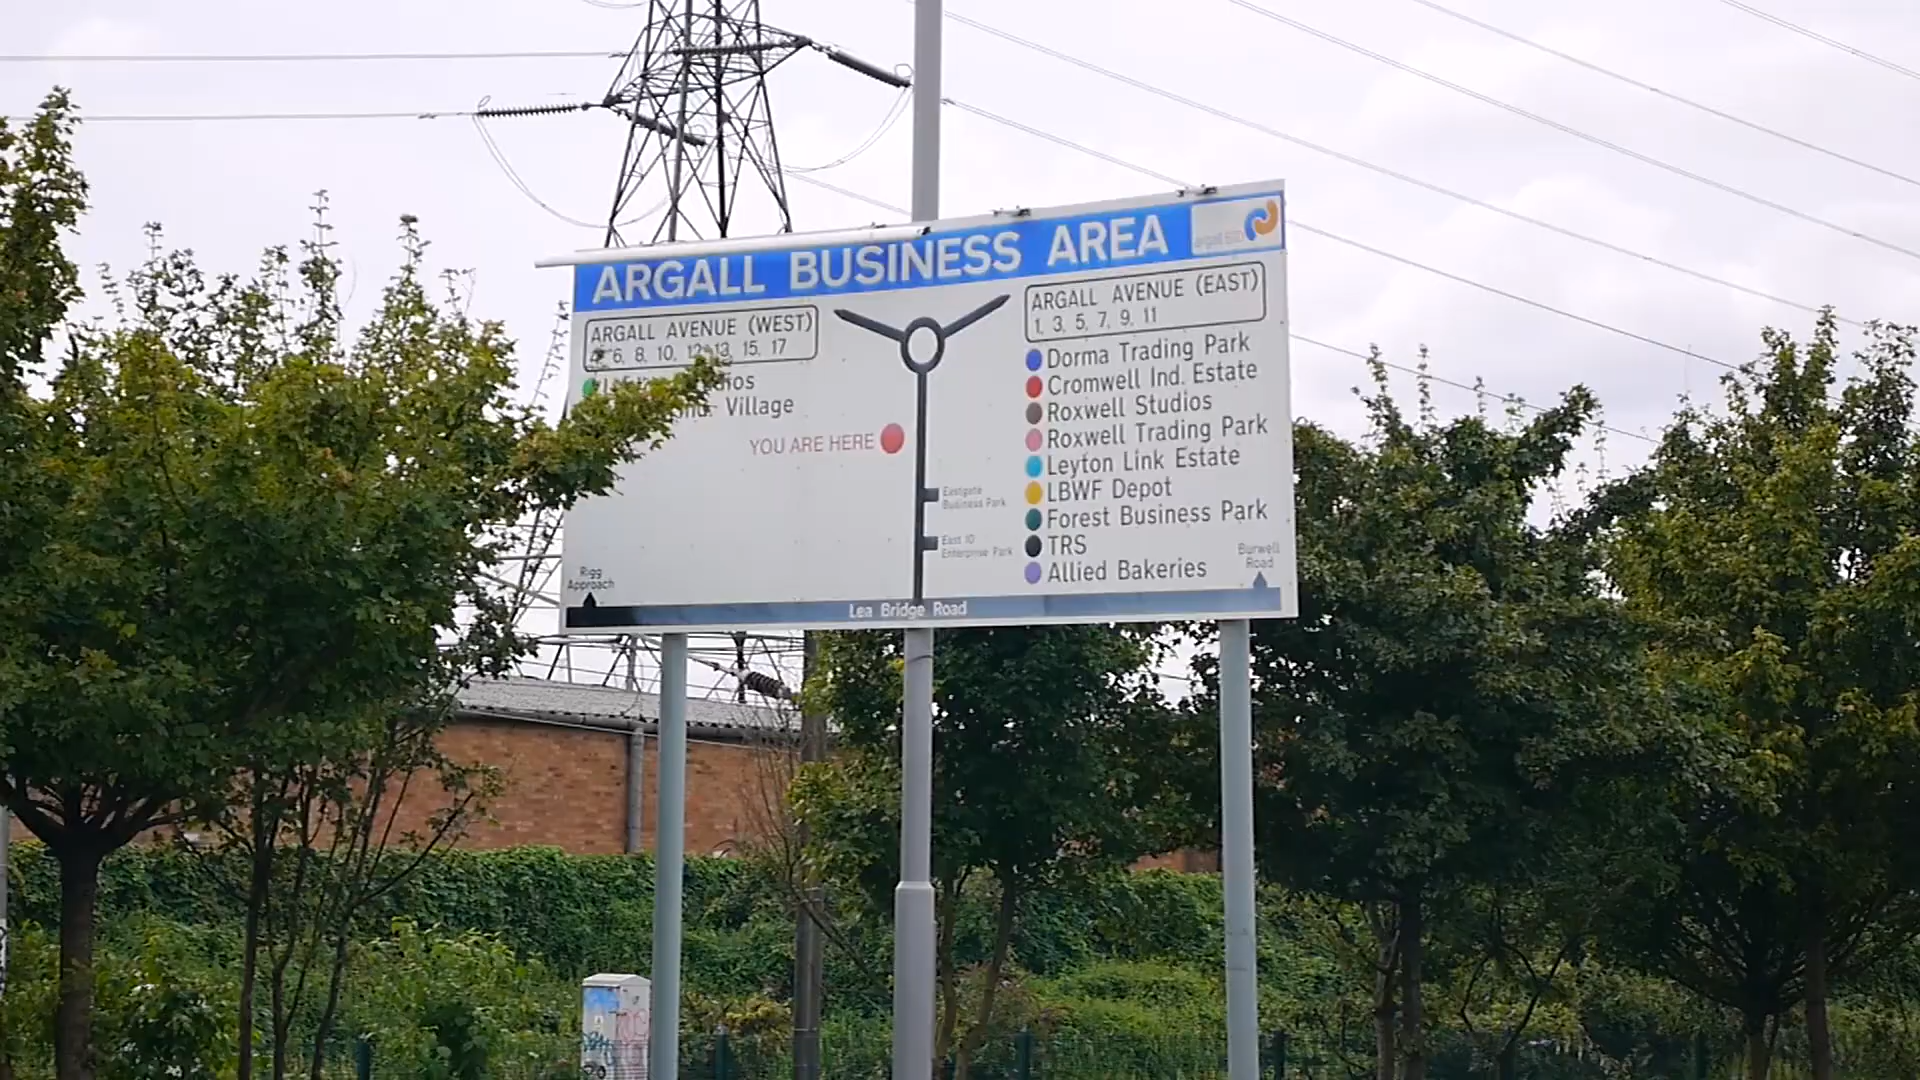 ARGALL BUSINESS AREA
argall BID
ARGALL AVENUE (WEST)
6, 8, 10, 15, 17
Village
YOU ARE HERE
Eastgate
Business Park
East 10
Enterprise Park
ARGALL AVENUE (EAST)
1, 3, 5, 7, 9, 11
Dorma Trading Park
Cromwell Ind. Estate
Roxwell Studios
Roxwell Trading Park
Leyton Link Estate
LBWF Depot
Forest Business Park
TRS
Allied Bakeries
Rigg
Approach
Burwell
Road
Lea Bridge Road